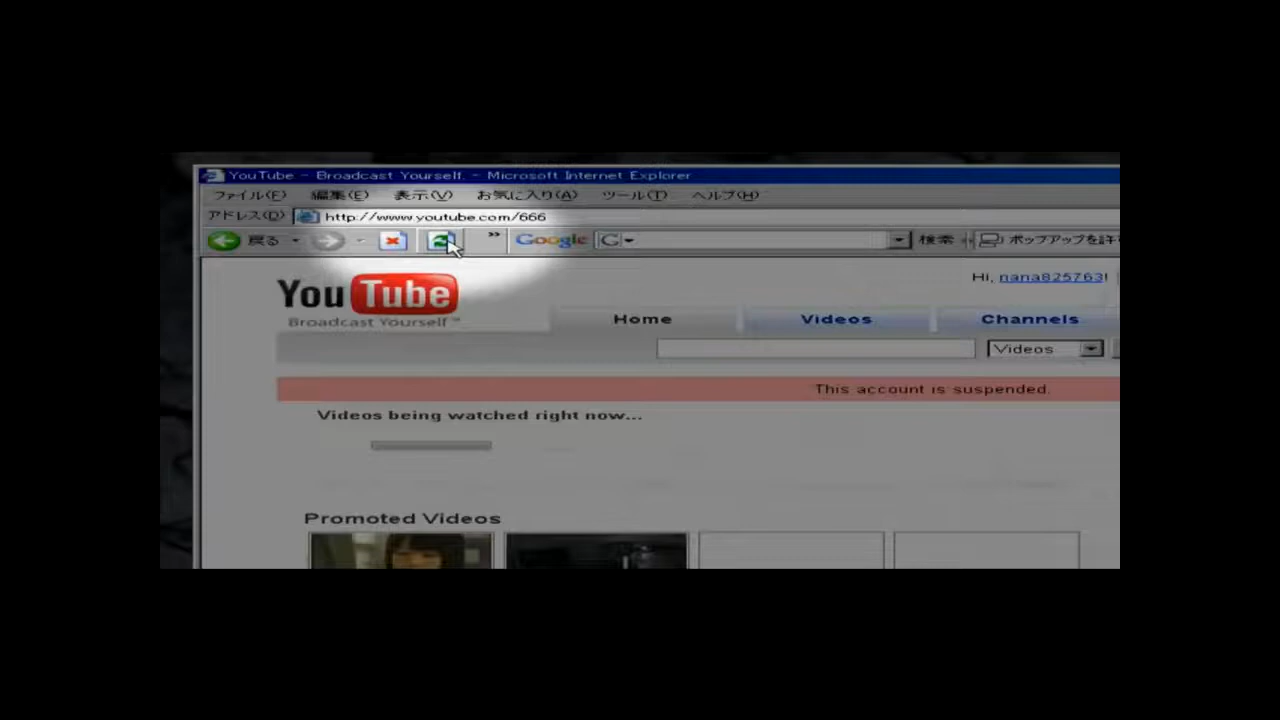 YouTube - Broadcast Yourself. - Microsoft Internet Explorer
ファイル(F) 編集(E) 表示(V) お気に入り(A) ツール(T) ヘルプ(H)
アドレス(D) http://www.youtube.com/666
戻る » Google 検索 ポップアップを許
You Tube
Broadcast Yourself™
Hi, nana825763!
Home Videos Channels
Videos
This account is suspended.
Videos being watched right now...
Promoted Videos